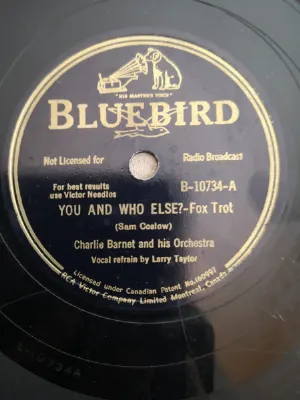 "HIS MASTER'S VOICE"
BLUEBIRD
Not Licensed for Radio Broadcast
For best results
use Victor Needles
B-10734-A
YOU AND WHO ELSE?-Fox Trot
(Sam Coslow)
Charlie Barnet and his Orchestra
Vocal refrain by Larry Taylor
Licensed under Canadian Patent No.
RCA Victor Company Limited Montreal, Canada
10734A